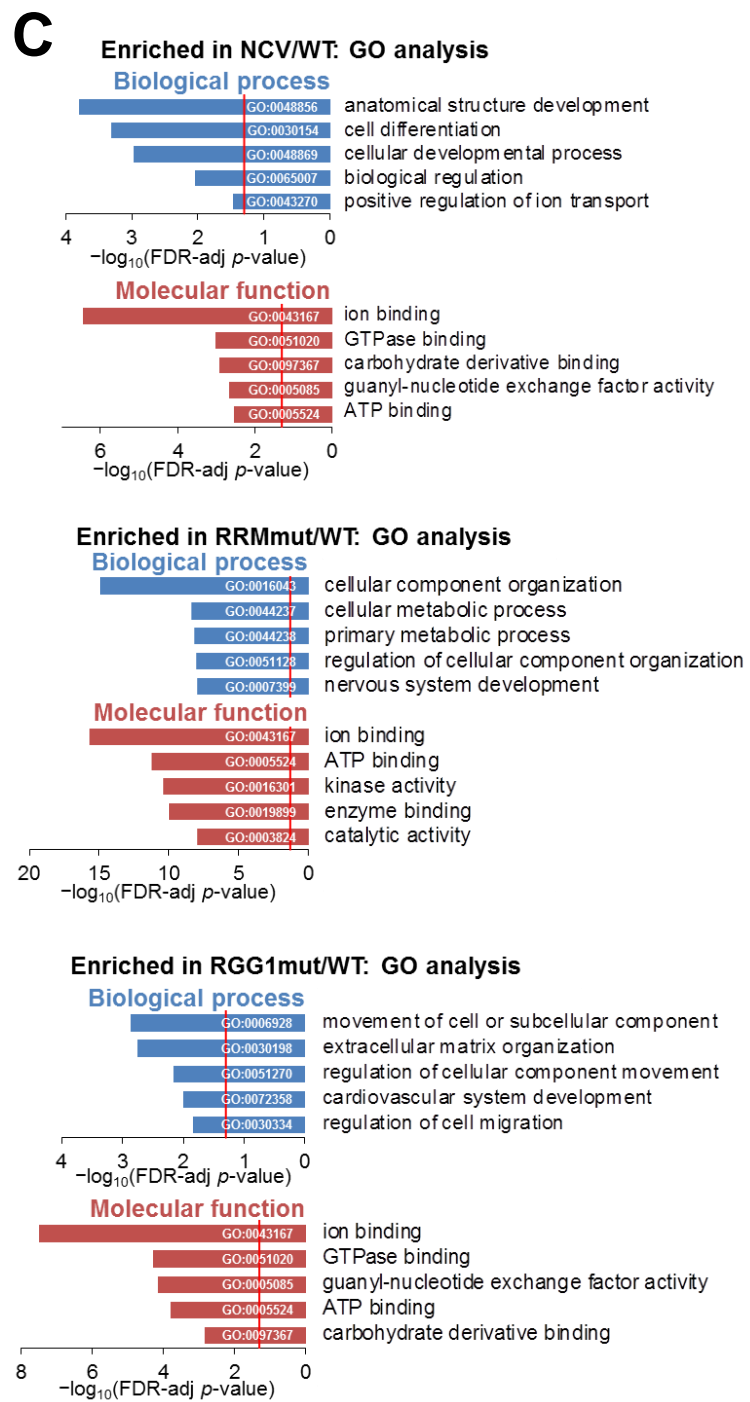 C
Enriched in NCV/WT: GO analysis
Biological process
GO:0048856 anatomical structure development
GO:0030154 cell differentiation
GO:0048869 cellular developmental process
GO:0065007 biological regulation
GO:0043270 positive regulation of ion transport
4 3 2 1 0
−log10(FDR-adj p-value)
Molecular function
GO:0043167 ion binding
GO:0051020 GTPase binding
GO:0097367 carbohydrate derivative binding
GO:0005085 guanyl-nucleotide exchange factor activity
GO:0005524 ATP binding
6 4 2 0
−log10(FDR-adj p-value)
Enriched in RRMmut/WT: GO analysis
Biological process
GO:0016043 cellular component organization
GO:0044237 cellular metabolic process
GO:0044238 primary metabolic process
GO:0051128 regulation of cellular component organization
GO:0007399 nervous system development
Molecular function
GO:0043167 ion binding
GO:0005524 ATP binding
GO:0016301 kinase activity
GO:0019899 enzyme binding
GO:0003824 catalytic activity
20 15 10 5 0
−log10(FDR-adj p-value)
Enriched in RGG1mut/WT: GO analysis
Biological process
GO:0006928 movement of cell or subcellular component
GO:0030198 extracellular matrix organization
GO:0051270 regulation of cellular component movement
GO:0072358 cardiovascular system development
GO:0030334 regulation of cell migration
4 3 2 1 0
−log10(FDR-adj p-value)
Molecular function
GO:0043167 ion binding
GO:0051020 GTPase binding
GO:0005085 guanyl-nucleotide exchange factor activity
GO:0005524 ATP binding
GO:0097367 carbohydrate derivative binding
8 6 4 2 0
−log10(FDR-adj p-value)